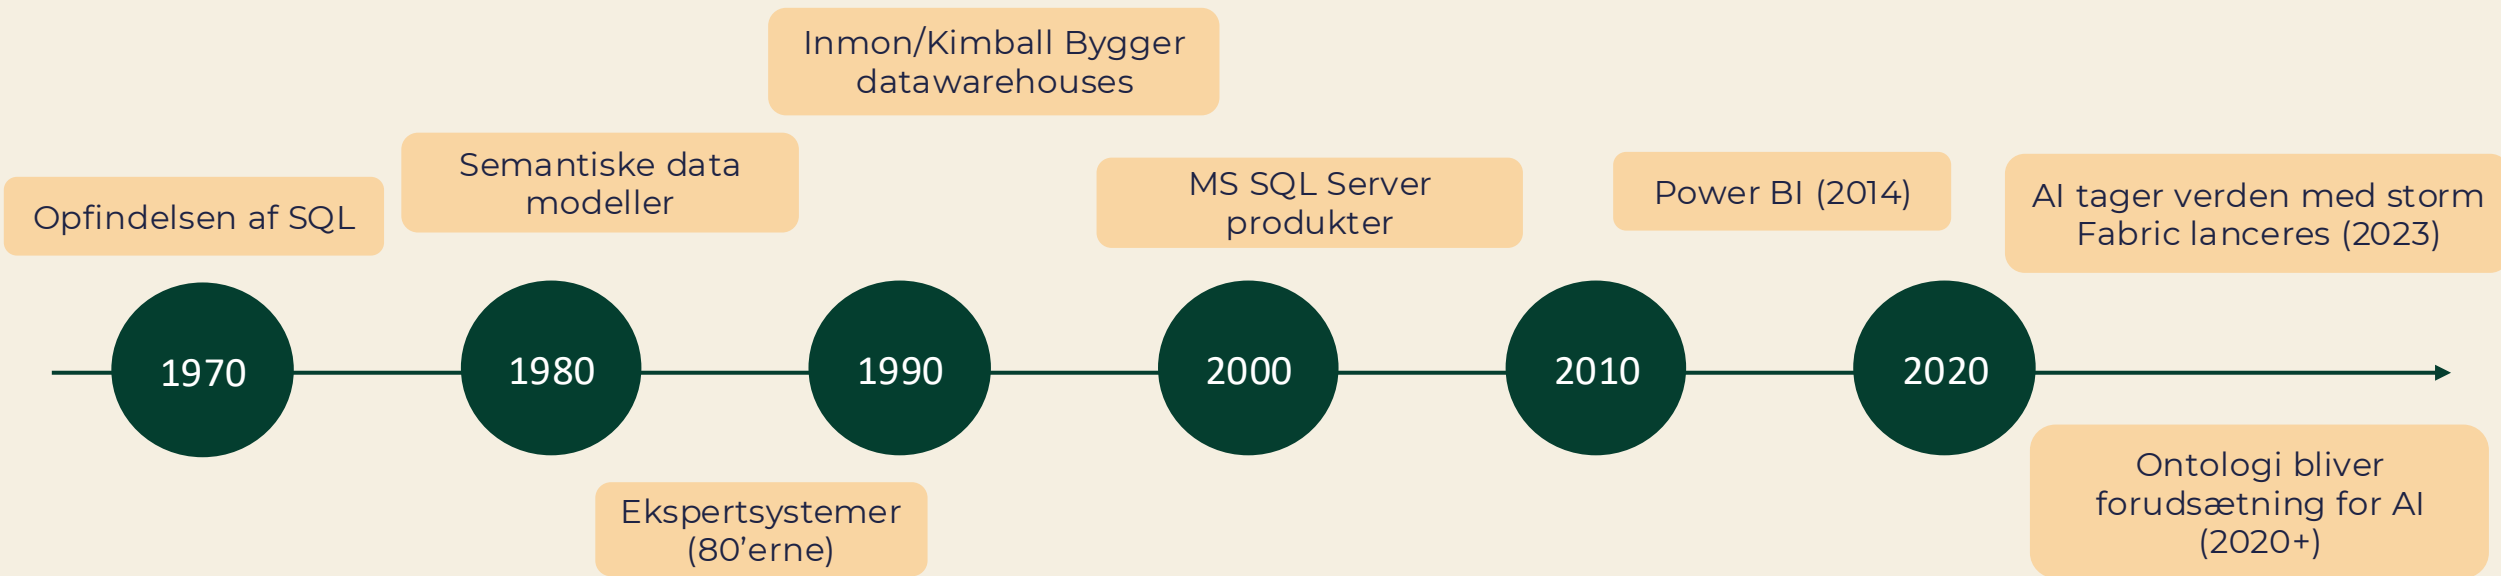 Inmon/Kimball Bygger
datawarehouses
Semantiske data
modeller
Opfindelsen af SQL
MS SQL Server
produkter
Power BI (2014)
AI tager verden med storm
Fabric lanceres (2023)
1970
1980
1990
2000
2010
2020
Ekspertsystemer
(80’erne)
Ontologi bliver
forudsætning for AI
(2020+)